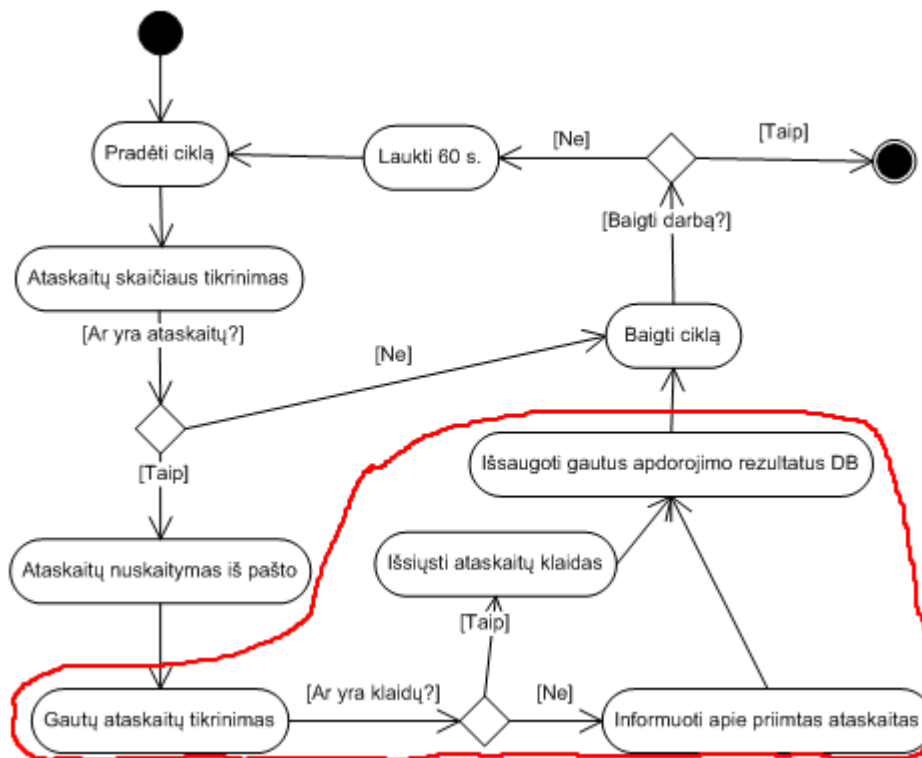 [Ne]
[Taip]
Pradėti ciklą
Laukti 60 s.
[Baigti darbą?]
Ataskaitų skaičiaus tikrinimas
[Ar yra ataskaitų?]
Baigti ciklą
[Ne]
[Taip]
Išsaugoti gautus apdorojimo rezultatus DB
Ataskaitų nuskaitymas iš pašto
Išsiųsti ataskaitų klaidas
[Taip]
[Ar yra klaidų?]
[Ne]
Gautų ataskaitų tikrinimas
Informuoti apie priimtas ataskaitas